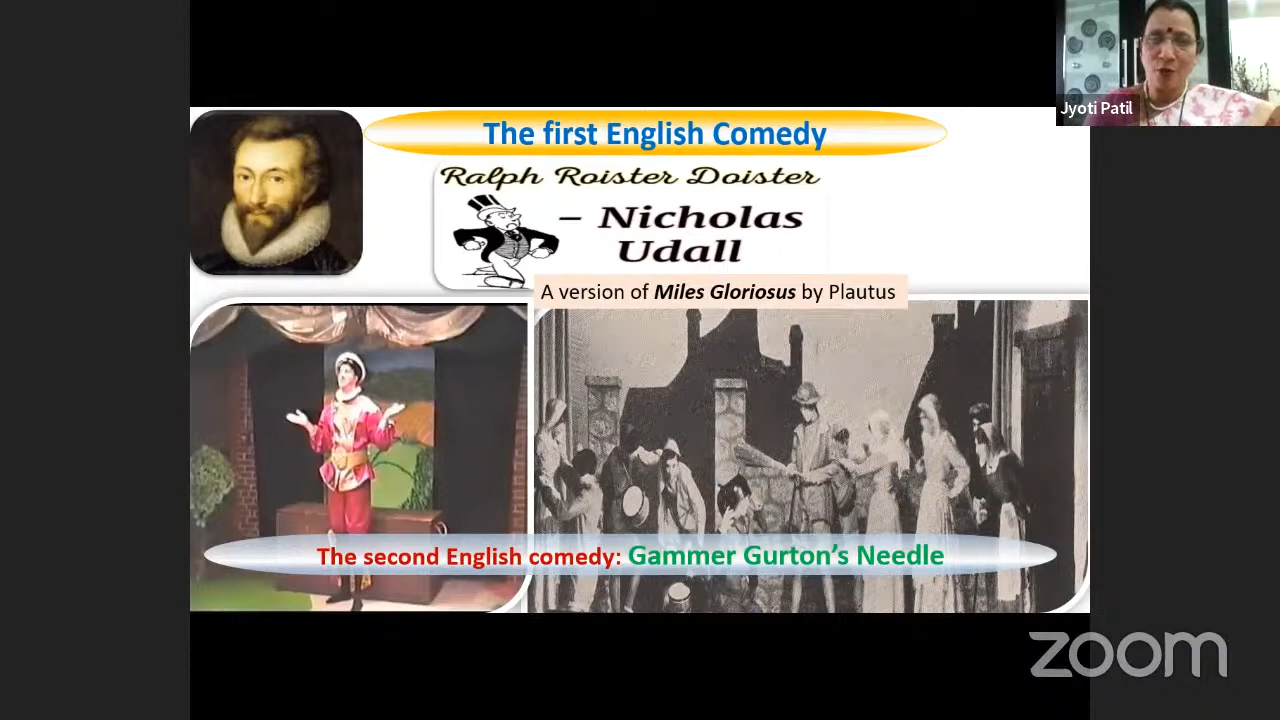 Jyoti Patil
The first English Comedy
Ralph Roister Doister
– Nicholas
Udall
A version of Miles Gloriosus by Plautus
The second English comedy: Gammer Gurton’s Needle
zoom